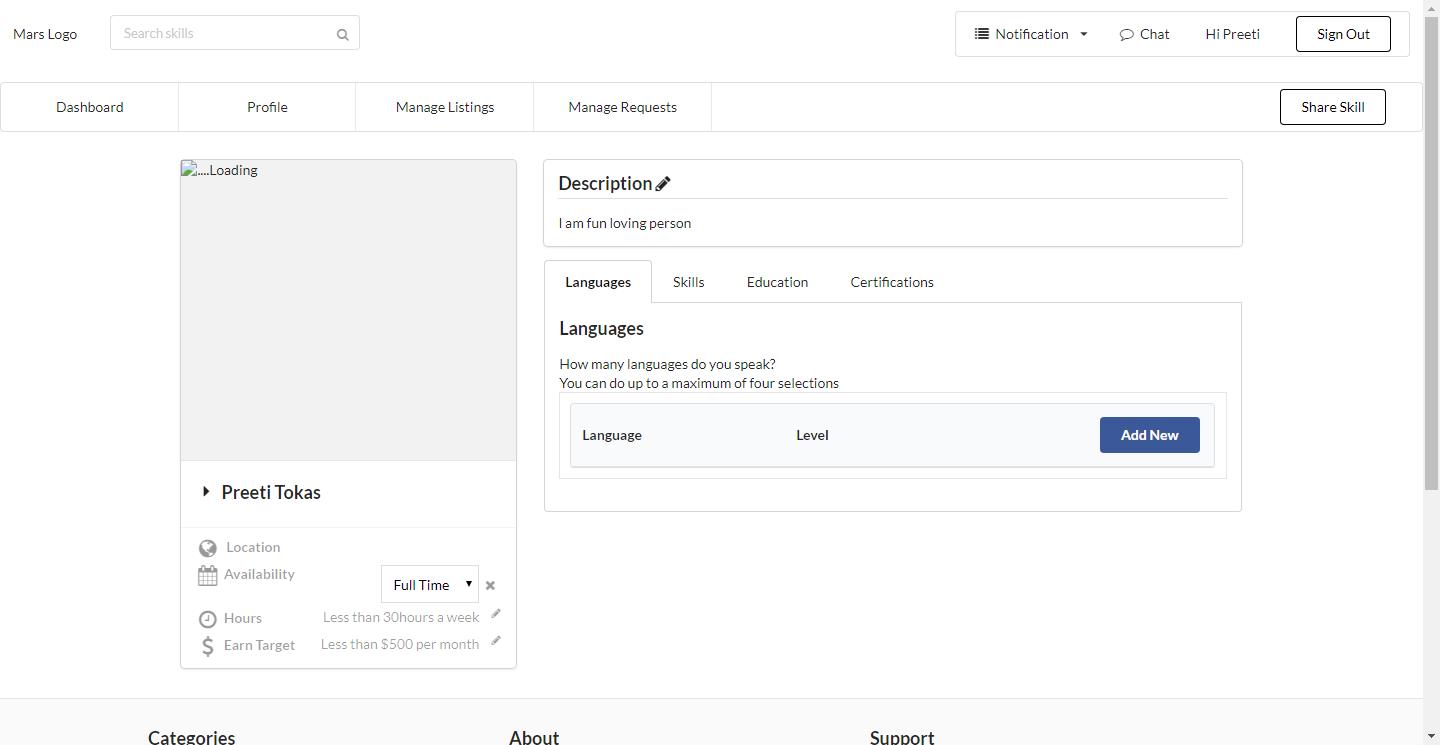 Mars Logo
Search skills
Notification
Chat
Hi Preeti
Sign Out
Dashboard
Profile
Manage Listings
Manage Requests
Share Skill
....Loading
Preeti Tokas
Location
Availability
Full Time
Hours
Less than 30hours a week
Earn Target
Less than $500 per month
Description
I am fun loving person
Languages
Skills
Education
Certifications
Languages
How many languages do you speak?
You can do up to a maximum of four selections
Language
Level
Add New
Categories
About
Support